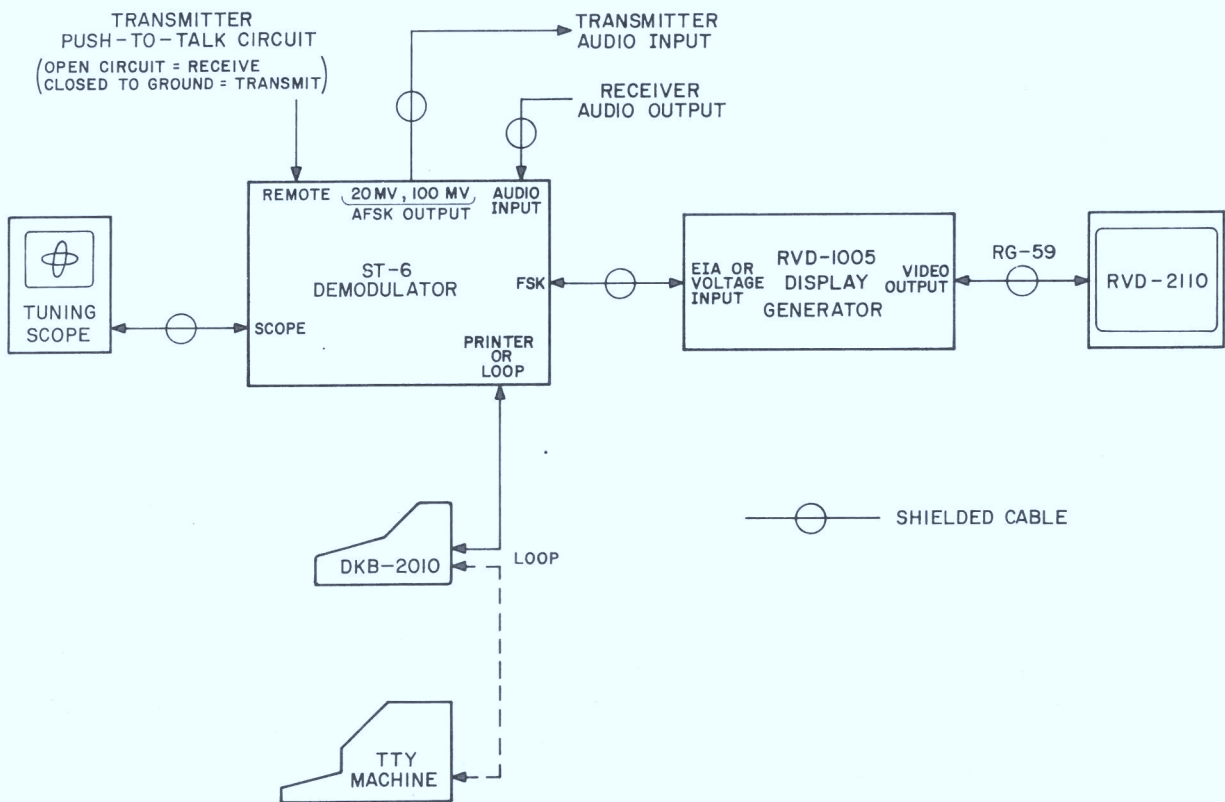 TRANSMITTER
PUSH-TO-TALK CIRCUIT
(OPEN CIRCUIT = RECEIVE
CLOSED TO GROUND = TRANSMIT)
TRANSMITTER
AUDIO INPUT
RECEIVER
AUDIO OUTPUT
REMOTE
20 MV, 100 MV
AFSK OUTPUT
AUDIO
INPUT
ST-6
DEMODULATOR
FSK
SCOPE
PRINTER
OR
LOOP
TUNING
SCOPE
EIA OR
VOLTAGE
INPUT
RVD-1005
DISPLAY
GENERATOR
VIDEO
OUTPUT
RG-59
RVD-2110
DKB-2010
LOOP
SHIELDED CABLE
TTY
MACHINE